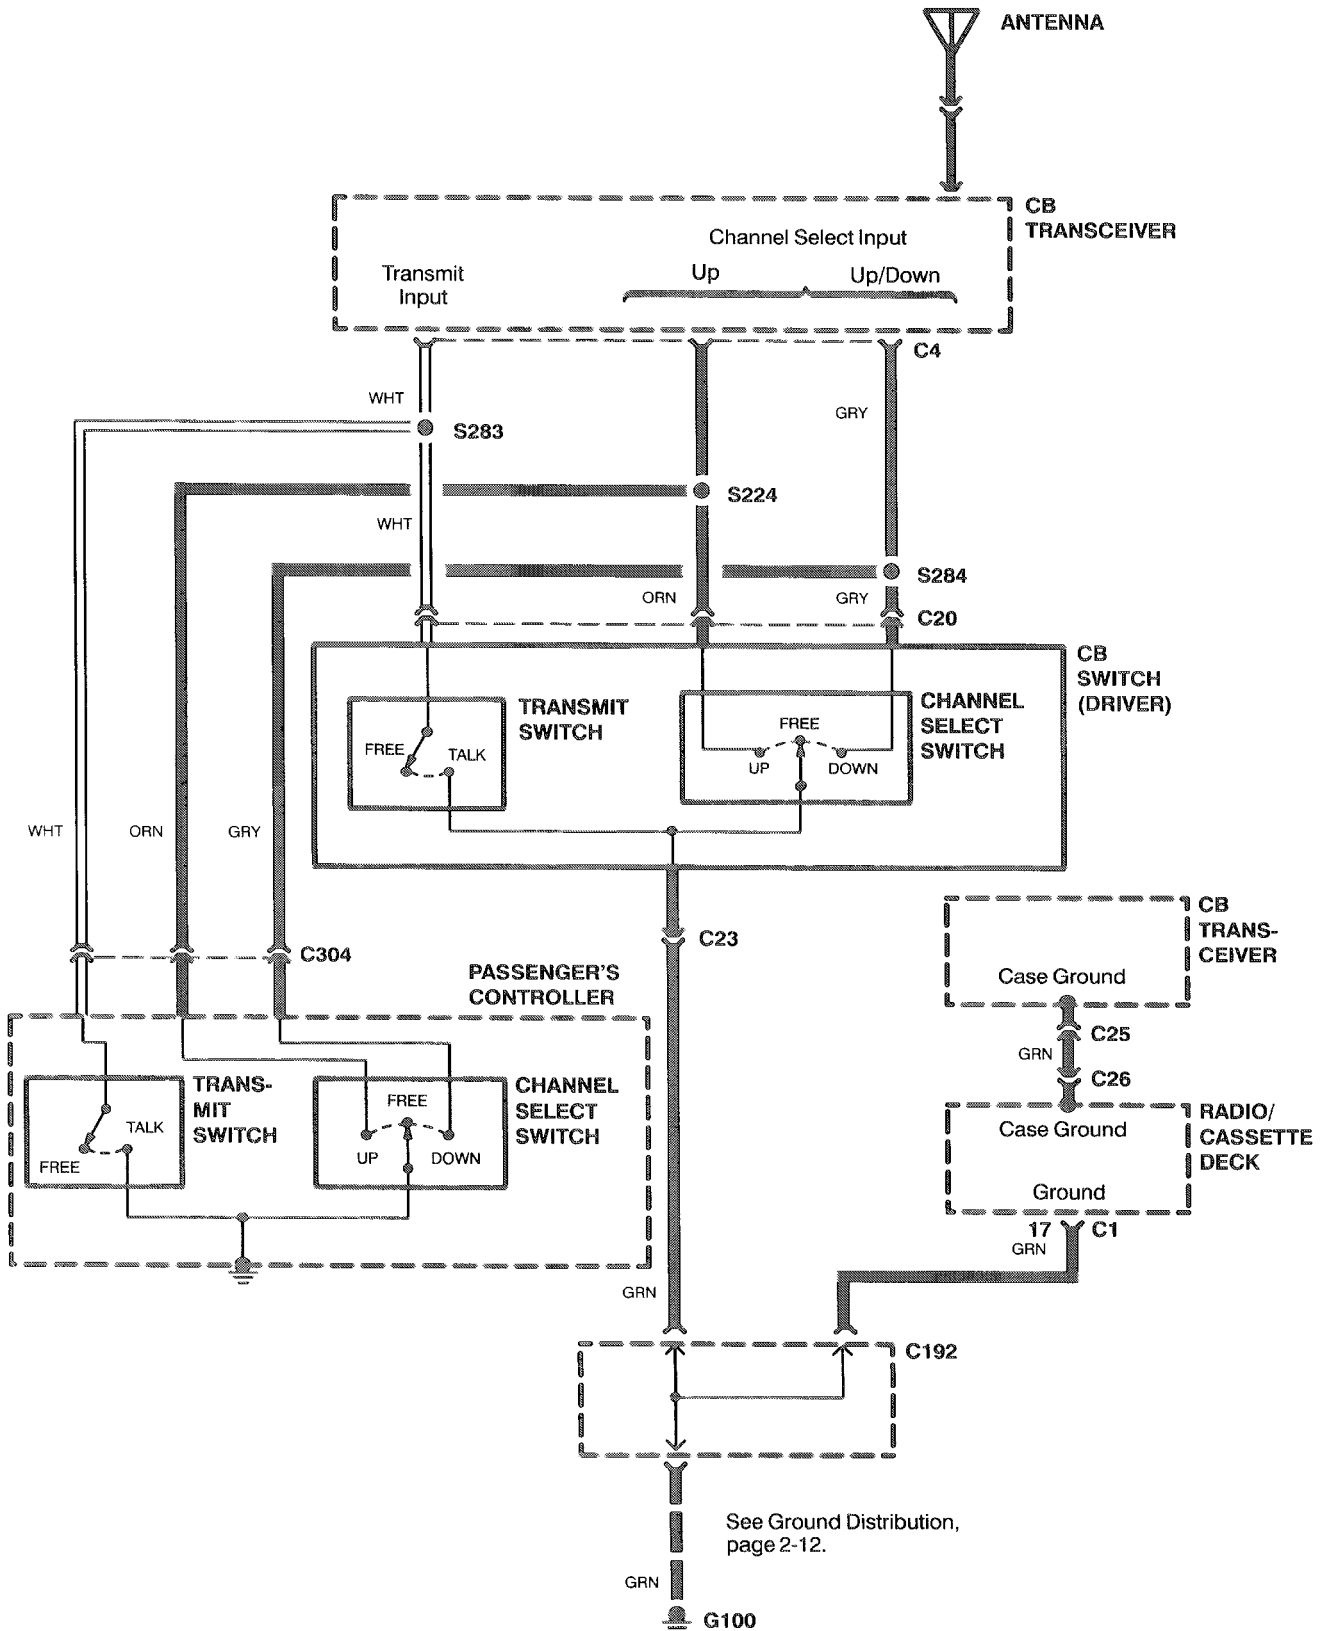 ANTENNA
CB
TRANSCEIVER
Channel Select Input
Transmit
Input
Up
Up/Down
C4
WHT
GRY
S283
S224
WHT
S284
ORN
GRY
C20
CB
SWITCH
(DRIVER)
TRANSMIT
SWITCH
FREE
TALK
CHANNEL
SELECT
SWITCH
FREE
UP
DOWN
WHT
ORN
GRY
C304
C23
PASSENGER'S
CONTROLLER
CB
TRANS-
CEIVER
Case Ground
C25
GRN
C26
RADIO/
CASSETTE
DECK
Case Ground
Ground
17
C1
GRN
TRANS-
MIT
SWITCH
TALK
FREE
CHANNEL
SELECT
SWITCH
FREE
UP
DOWN
GRN
C192
See Ground Distribution,
page 2-12.
GRN
G100